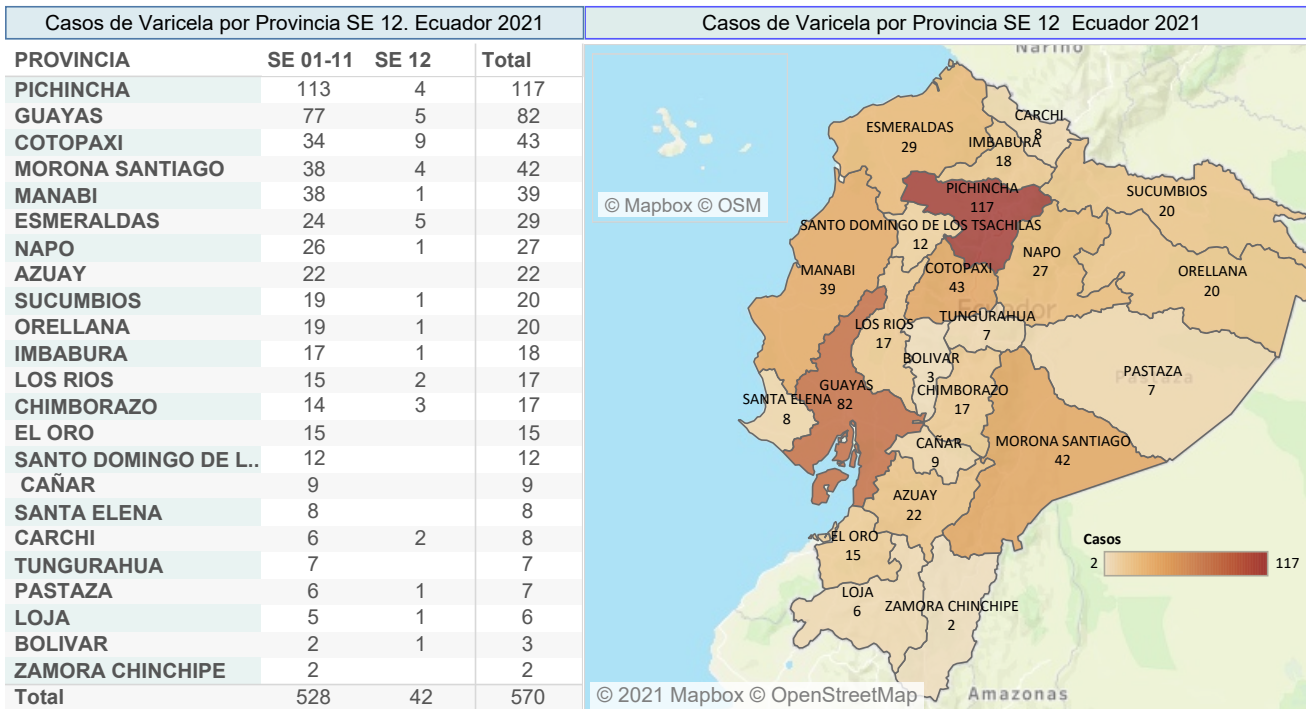 Casos de Varicela por Provincia SE 12. Ecuador 2021
PROVINCIA SE 01-11 SE 12 Total
PICHINCHA 113 4 117
GUAYAS 77 5 82
COTOPAXI 34 9 43
MORONA SANTIAGO 38 4 42
MANABI 38 1 39
ESMERALDAS 24 5 29
NAPO 26 1 27
AZUAY 22 22
SUCUMBIOS 19 1 20
ORELLANA 19 1 20
IMBABURA 17 1 18
LOS RIOS 15 2 17
CHIMBORAZO 14 3 17
EL ORO 15 15
SANTO DOMINGO DE L.. 12 12
CAÑAR 9 9
SANTA ELENA 8 8
CARCHI 6 2 8
TUNGURAHUA 7 7
PASTAZA 6 1 7
LOJA 5 1 6
BOLIVAR 2 1 3
ZAMORA CHINCHIPE 2 2
Total 528 42 570
Casos de Varicela por Provincia SE 12 Ecuador 2021
Nariño
© Mapbox © OSM
CARCHI
8
ESMERALDAS
29
IMBABURA
18
PICHINCHA
117
SUCUMBIOS
20
SANTO DOMINGO DE LOS TSACHILAS
12
NAPO
27
COTOPAXI
43
MANABI
39
ORELLANA
20
Ecuador
TUNGURAHUA
7
LOS RIOS
17
BOLIVAR
3
PASTAZA
7
Pastaza
GUAYAS
82
CHIMBORAZO
17
SANTA ELENA
8
MORONA SANTIAGO
42
CAÑAR
9
AZUAY
22
EL ORO
15
Casos
2 117
LOJA
6
ZAMORA CHINCHIPE
2
© 2021 Mapbox © OpenStreetMap
Amazonas